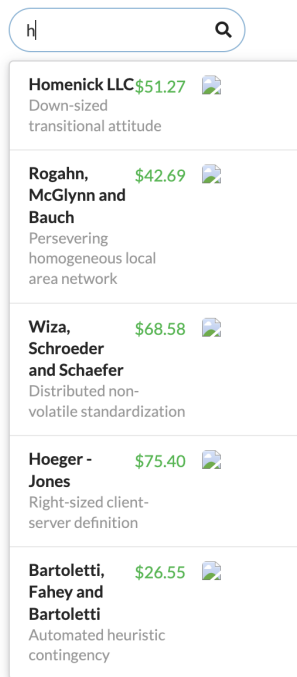 h
Homenick LLC $51.27
Down-sized
transitional attitude
Rogahn, $42.69
McGlynn and
Bauch
Persevering
homogeneous local
area network
Wiza, $68.58
Schroeder
and Schaefer
Distributed non-
volatile standardization
Hoeger - $75.40
Jones
Right-sized client-
server definition
Bartoletti, $26.55
Fahey and
Bartoletti
Automated heuristic
contingency